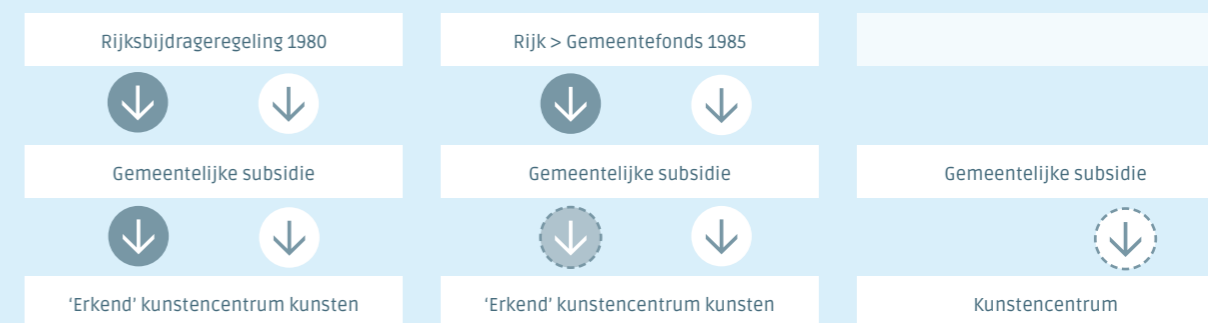 Rijksbijdrageregeling 1980
Rijk > Gemeentefonds 1985
Gemeentelijke subsidie
Gemeentelijke subsidie
Gemeentelijke subsidie
‘Erkend’ kunstencentrum kunsten
‘Erkend’ kunstencentrum kunsten
Kunstencentrum